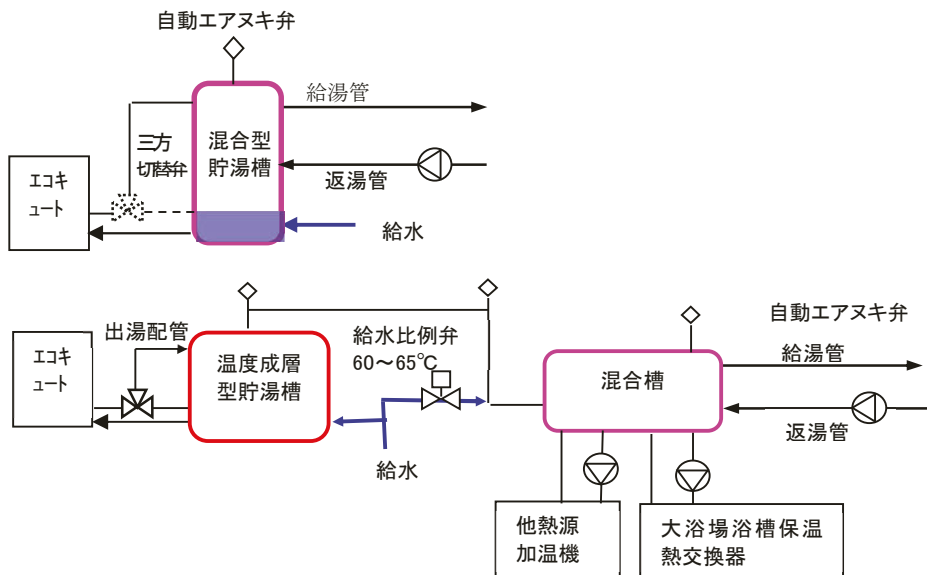 自動エアヌキ弁
給湯管
三方
切替弁
混合型
貯湯槽
返湯管
エコキ
ュート
給水
出湯配管
エコキ
ュート
温度成層
型貯湯槽
給水比例弁
60～65℃
給水
混合槽
自動エアヌキ弁
給湯管
返湯管
他熱源
加温機
大浴場浴槽保温
熱交換器